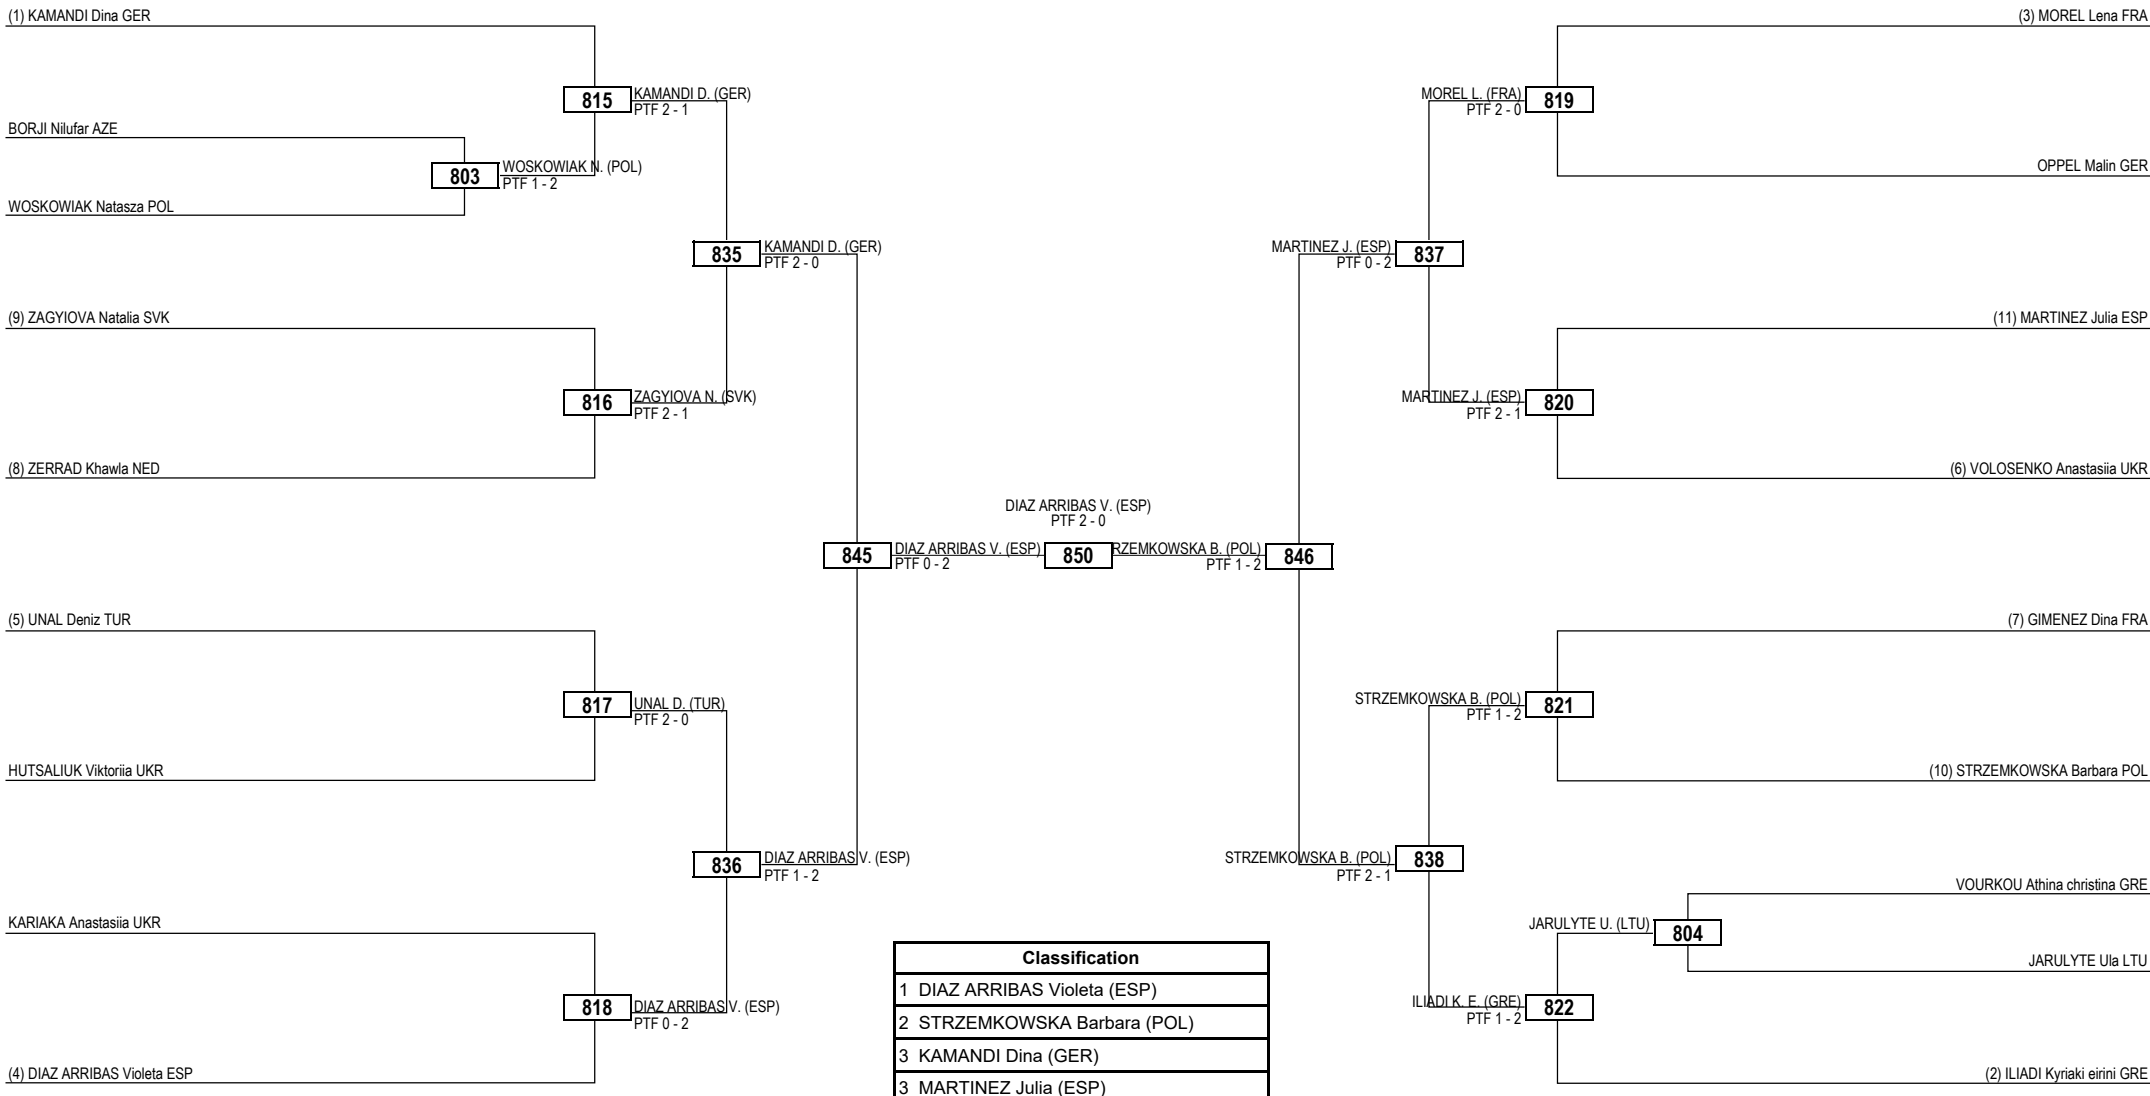 (1) KAMANDI Dina GER
815
KAMANDI D. (GER)
PTF 2 - 1
BORJI Nilufar AZE
803
WOSKOWIAK N. (POL)
PTF 1 - 2
WOSKOWIAK Natasza POL
835
KAMANDI D. (GER)
PTF 2 - 0
(9) ZAGYIOVA Natalia SVK
816
ZAGYIOVA N. (SVK)
PTF 2 - 1
(8) ZERRAD Khawla NED
845
DIAZ ARRIBAS V. (ESP)
PTF 0 - 2
(5) UNAL Deniz TUR
817
UNAL D. (TUR)
PTF 2 - 0
HUTSALIUK Viktoriia UKR
836
DIAZ ARRIBAS V. (ESP)
PTF 1 - 2
KARIAKA Anastasiia UKR
818
DIAZ ARRIBAS V. (ESP)
PTF 0 - 2
(4) DIAZ ARRIBAS Violeta ESP
DIAZ ARRIBAS V. (ESP)
PTF 2 - 0
850
(3) MOREL Lena FRA
MOREL L. (FRA)
PTF 2 - 0
819
OPPEL Malin GER
MARTINEZ J. (ESP)
PTF 0 - 2
837
(11) MARTINEZ Julia ESP
MARTINEZ J. (ESP)
PTF 2 - 1
820
(6) VOLOSENKO Anastasiia UKR
RZEMKOWSKA B. (POL)
PTF 1 - 2
846
(7) GIMENEZ Dina FRA
STRZEMKOWSKA B. (POL)
PTF 1 - 2
821
(10) STRZEMKOWSKA Barbara POL
STRZEMKOWSKA B. (POL)
PTF 2 - 1
838
VOURKOU Athina christina GRE
JARULYTE U. (LTU)
804
JARULYTE Ula LTU
ILIADI K. E. (GRE)
PTF 1 - 2
822
(2) ILIADI Kyriaki eirini GRE
Classification
1 DIAZ ARRIBAS Violeta (ESP)
2 STRZEMKOWSKA Barbara (POL)
3 KAMANDI Dina (GER)
3 MARTINEZ Julia (ESP)